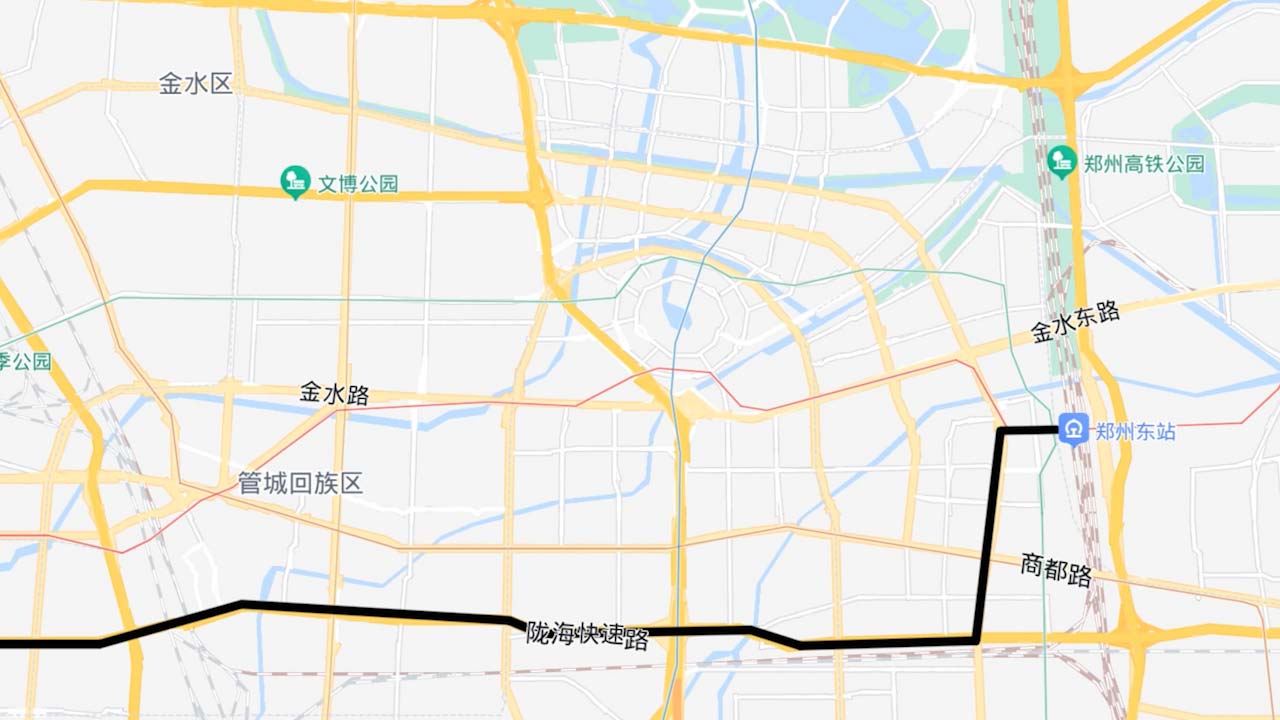 金水区
郑州高铁公园
文博公园
金水东路
季公园
金水路
郑州东站
管城回族区
商都路
陇海快速路